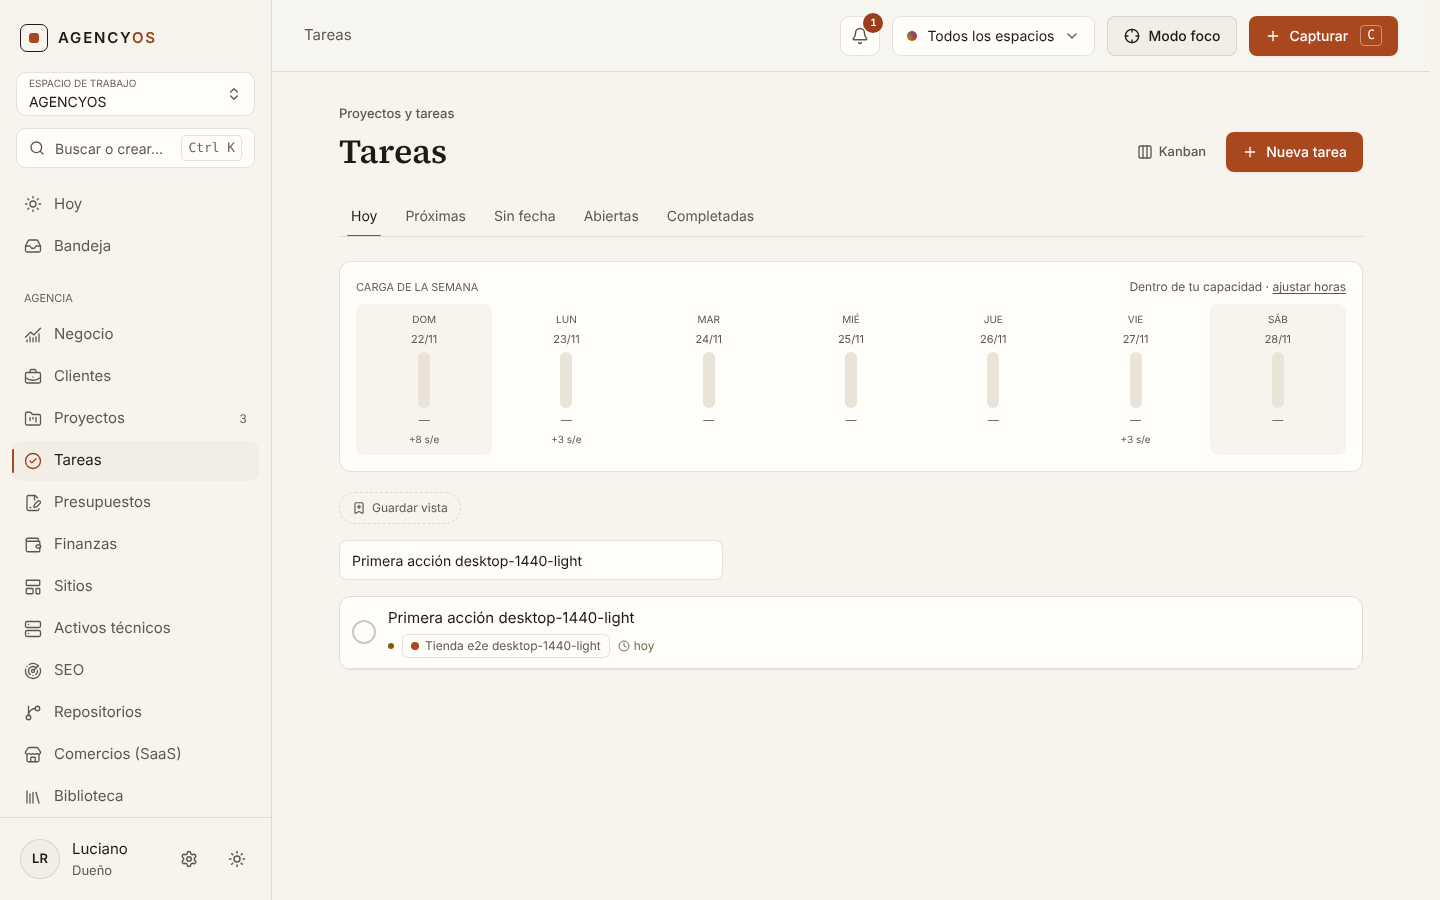 AGENCYOS
ESPACIO DE TRABAJO
AGENCYOS
Buscar o crear...
Ctrl K
Hoy
Bandeja
AGENCIA
Negocio
Clientes
Proyectos 3
Tareas
Presupuestos
Finanzas
Sitios
Activos técnicos
SEO
Repositorios
Comercios (SaaS)
Biblioteca
LR
Luciano
Dueño
Tareas
1
Todos los espacios
Modo foco
Capturar C
Proyectos y tareas
Tareas
Kanban
Nueva tarea
Hoy Próximas Sin fecha Abiertas Completadas
CARGA DE LA SEMANA
Dentro de tu capacidad · ajustar horas
DOM LUN MAR MIÉ JUE VIE SÁB
22/11 23/11 24/11 25/11 26/11 27/11 28/11
— — — — — — —
+8 s/e +3 s/e +3 s/e
Guardar vista
Primera acción desktop-1440-light
Primera acción desktop-1440-light
Tienda e2e desktop-1440-light hoy